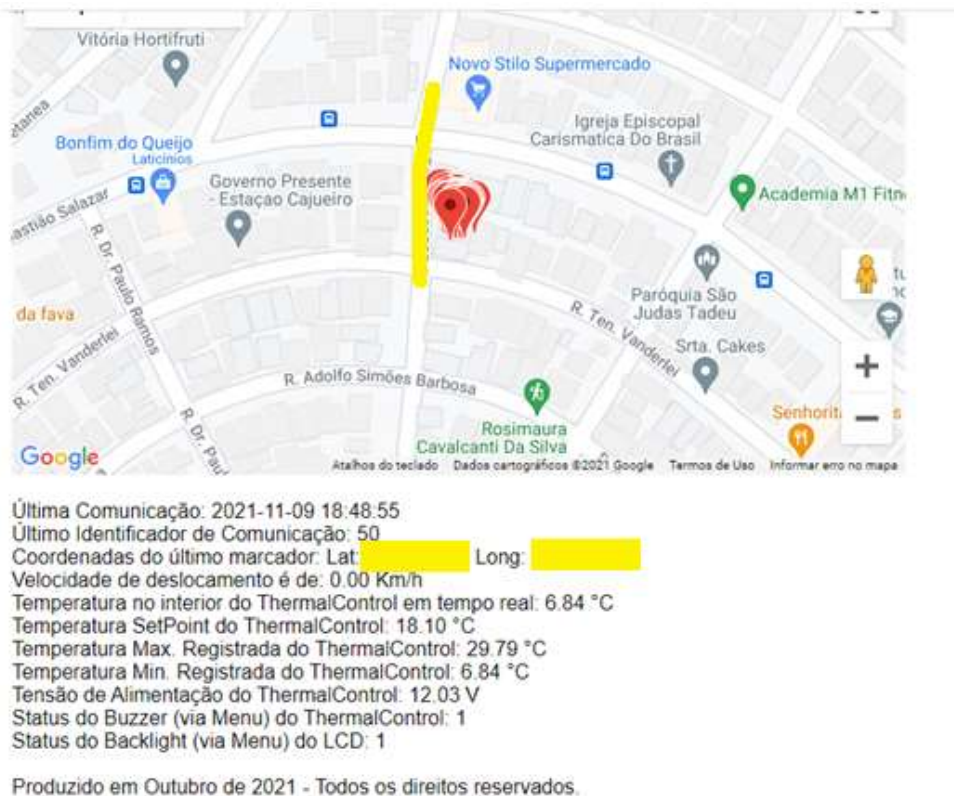 Vitória Hortifruti
Novo Stilo Supermercado
etanea
Bonfim do Queijo
Laticínios
Igreja Episcopal
Carismatica Do Brasil
Governo Presente
- Estaçao Cajueiro
Academia M1 Fitn
astião Salazar
R. Dr. Paulo Ramos
Paróquia São
Judas Tadeu
da fava
R. Ten. Vanderlei
R. Ten. Vanderlei
Srta. Cakes
R. Adolfo Simões Barbosa
R. Dr. Pau
Rosimaura
Cavalcanti Da Silva
Senhorit
Google
Atalhos do teclado Dados cartográficos ©2021 Google Termos de Uso Informar erro no mapa
Última Comunicação: 2021-11-09 18:48:55
Último Identificador de Comunicação: 50
Coordenadas do último marcador: Lat: Long:
Velocidade de deslocamento é de: 0.00 Km/h
Temperatura no interior do ThermalControl em tempo real: 6.84 °C
Temperatura SetPoint do ThermalControl: 18.10 °C
Temperatura Max. Registrada do ThermalControl: 29.79 °C
Temperatura Min. Registrada do ThermalControl: 6.84 °C
Tensão de Alimentação do ThermalControl: 12.03 V
Status do Buzzer (via Menu) do ThermalControl: 1
Status do Backlight (via Menu) do LCD: 1
Produzido em Outubro de 2021 - Todos os direitos reservados.